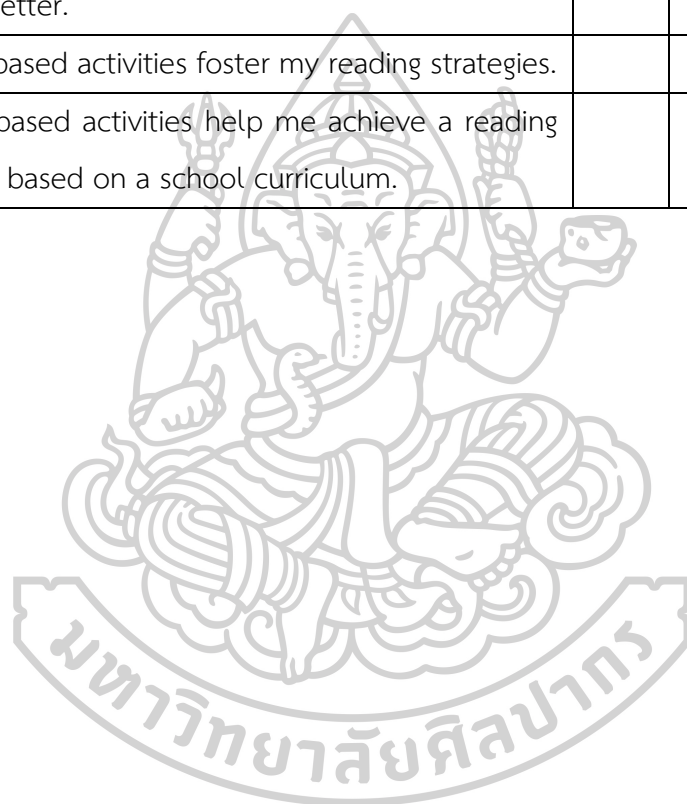 etter.
based activities foster my reading strategies.
based activities help me achieve a reading
based on a school curriculum.
มหาวิทยาลัยศิลปากร